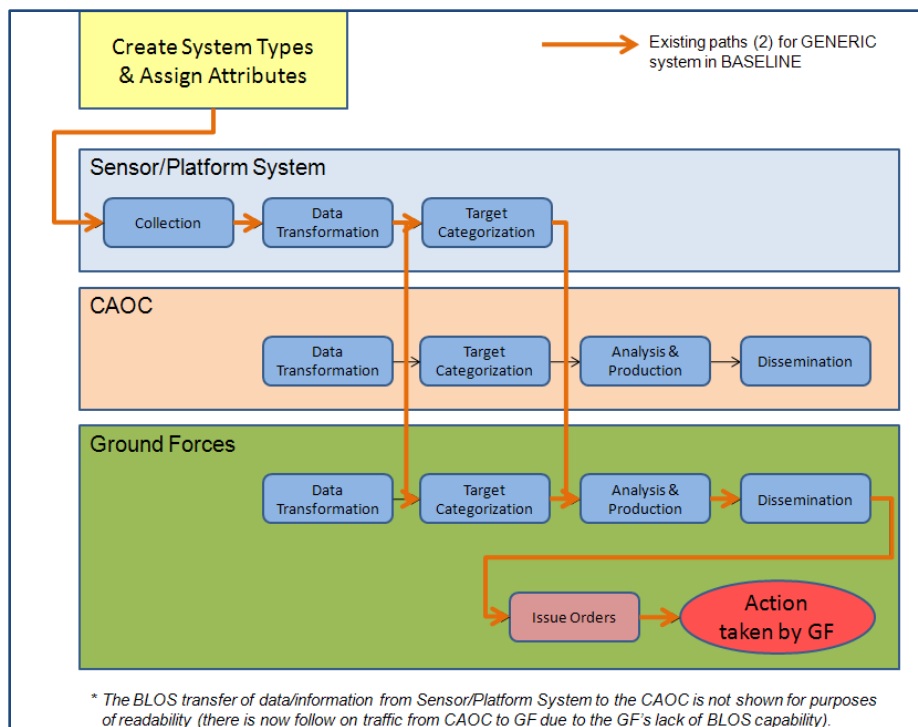 Create System Types
& Assign Attributes
Existing paths (2) for GENERIC
system in BASELINE
Sensor/Platform System
Collection
Data
Transformation
Target
Categorization
CAOC
Data
Transformation
Target
Categorization
Analysis &
Production
Dissemination
Ground Forces
Data
Transformation
Target
Categorization
Analysis &
Production
Dissemination
Issue Orders
Action
taken by GF
* The BLOS transfer of data/information from Sensor/Platform System to the CAOC is not shown for purposes
of readability (there is now follow on traffic from CAOC to GF due to the GF's lack of BLOS capability).